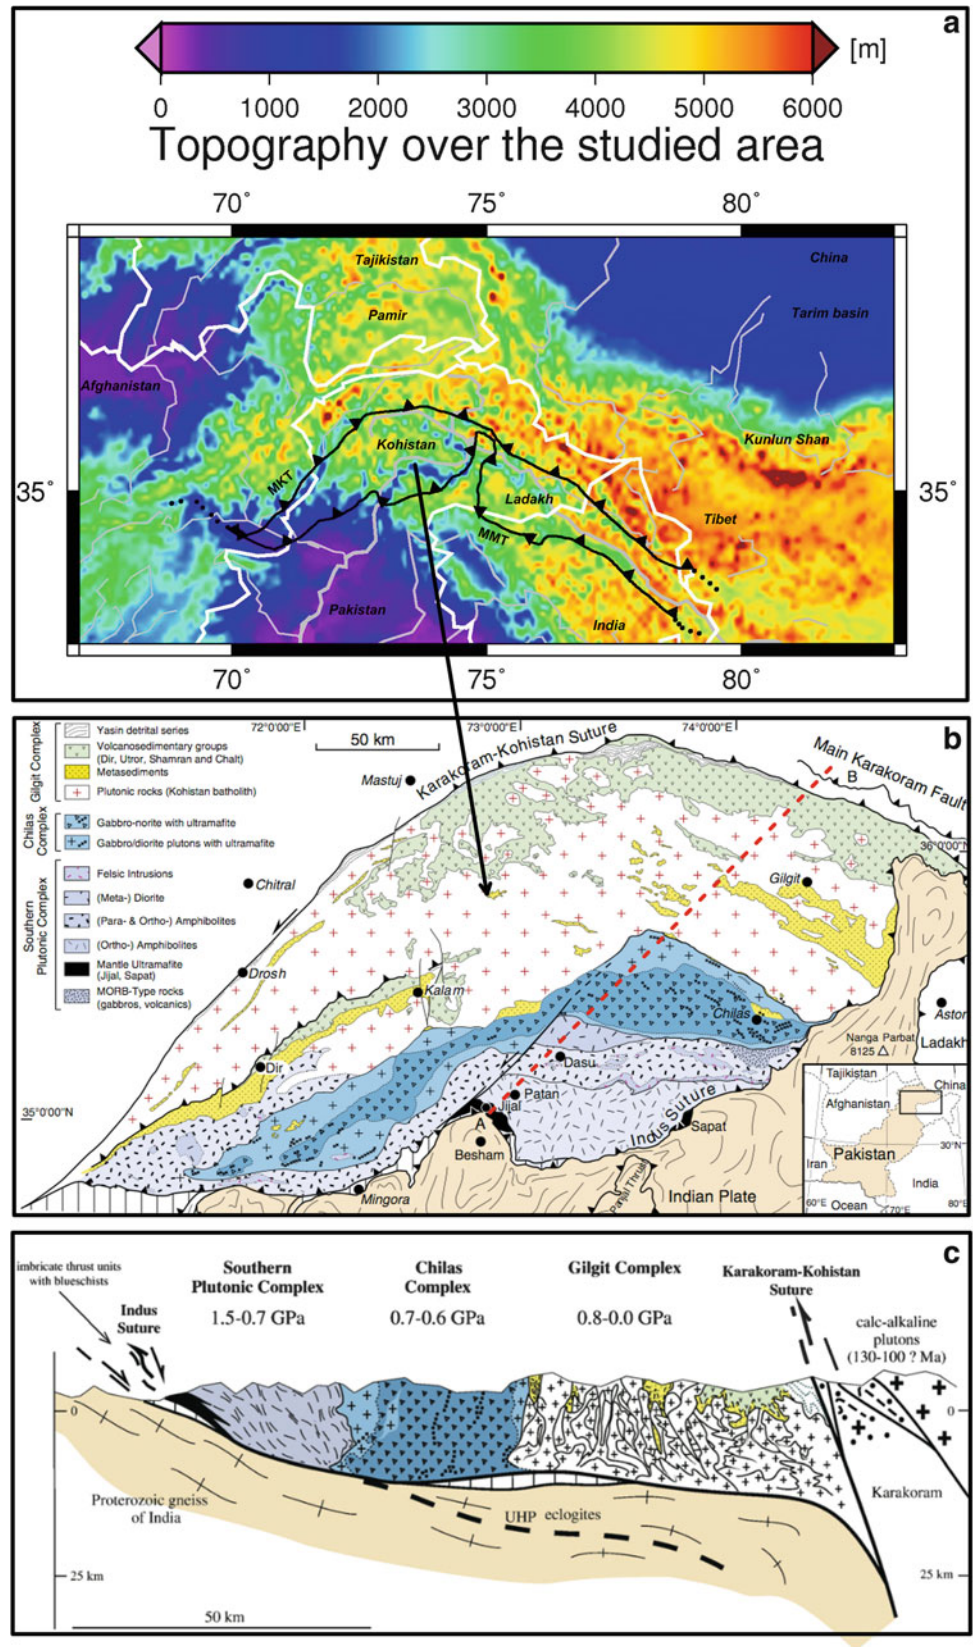 a
[m]
0 1000 2000 3000 4000 5000 6000
Topography over the studied area
70° 75° 80°
Tajikistan
China
Pamir
Tarim basin
Afghanistan
Kunlun Shan
Kohistan
MKT
35° 35°
Ladakh
Tibet
MMT
Pakistan
India
70° 75° 80°
b
72°0'00"E 73°0'00"E 74°0'00"E
50 km
Gilgit Complex
Yasin detrital series
Volcanosedimentary groups
(Dir, Utror, Shamran and Chalt)
Metasediments
Plutonic rocks (Kohistan batholith)
Chilas
Complex
Gabbro-norite with ultramafite
Gabbro/diorite plutons with ultramafite
Southern
Plutonic Complex
Felsic Intrusions
(Meta-) Diorite
(Para- & Ortho-) Amphibolites
(Ortho-) Amphibolites
Mantle Ultramafite
(Jijal, Sapat)
MORB-Type rocks
(gabbros, volcanics)
Karakoram-Kohistan Suture
Main Karakoram Fault
B
Mastuj
36°0'00"N
Chitral
Gilgit
Drosh
Kalam
Chilas
Astor
Nanga Parbat
8125
Ladakh
Dir
Dasu
Patan
Jijal
A
35°0'00"N
Indus Suture
Sapat
Besham
Mingora
Panjal Thrust
Indian Plate
Tajikistan
China
Afghanistan
30°N
Pakistan
Iran
India
60°E Ocean 70°E 80°E
c
imbricate thrust units
with blueschists
Indus
Suture
Southern
Plutonic Complex
1.5-0.7 GPa
Chilas
Complex
0.7-0.6 GPa
Gilgit Complex
0.8-0.0 GPa
Karakoram-Kohistan
Suture
calc-alkaline
plutons
(130-100 ? Ma)
0 0
Proterozoic gneiss
of India
UHP eclogites
Karakoram
25 km 25 km
50 km